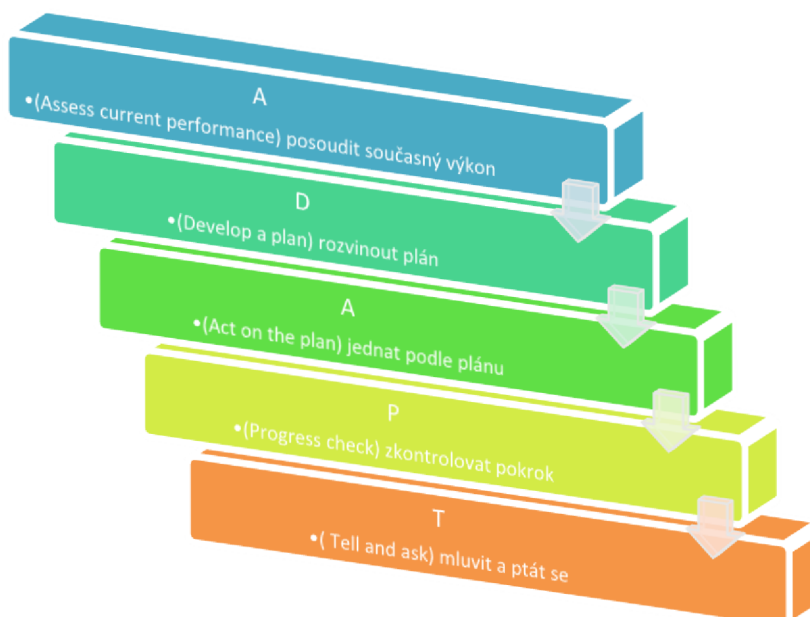 A
•(Assess current performance) posoudit současný výkon
D
•(Develop a plan) rozvinout plán
A
•(Act on the plan) jednat podle plánu
P
•(Progress check) zkontrolovat pokrok
T
•( Tell and ask) mluvit a ptát se